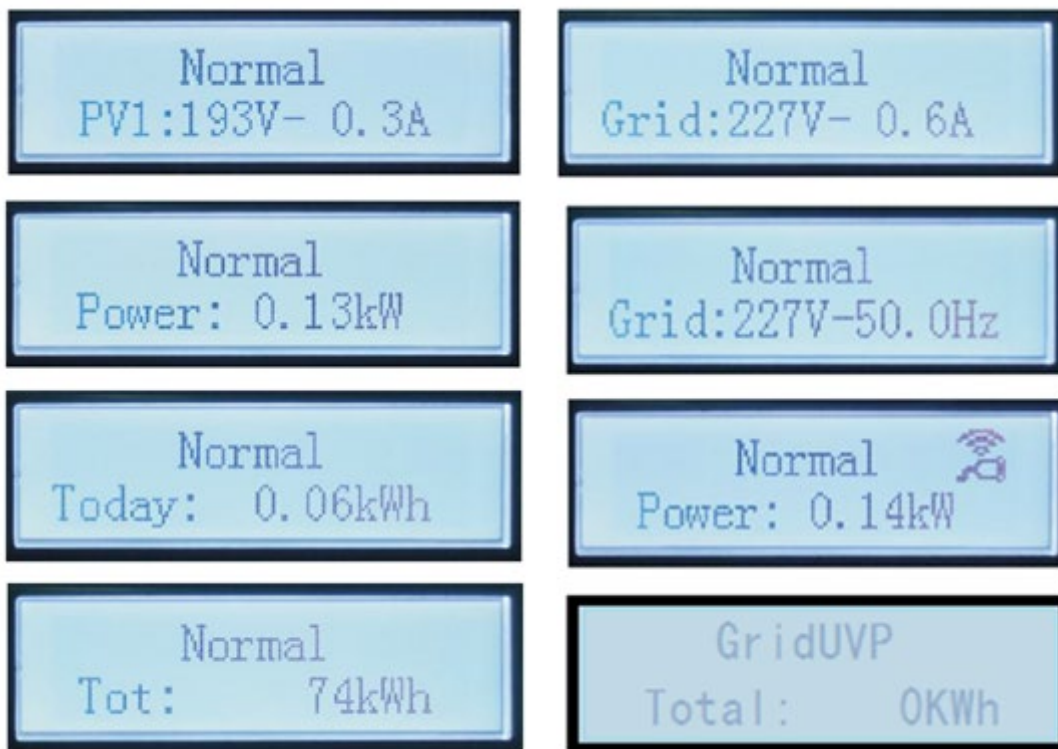 Normal
PV1:193V- 0.3A
Normal
Grid:227V- 0.6A
Normal
Power: 0.13kW
Normal
Grid:227V-50.0Hz
Normal
Today: 0.06kWh
Normal
Power: 0.14kW
Normal
Tot: 74kWh
GridUVP
Total: 0KWh